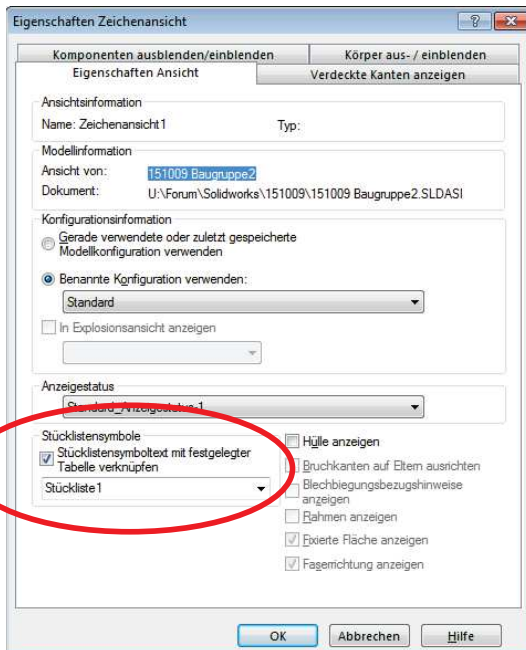 Eigenschaften Zeichenansicht
Komponenten ausblenden/einblenden
Körper aus- / einblenden
Eigenschaften Ansicht
Verdeckte Kanten anzeigen
Ansichtsinformation
Name: Zeichenansicht1
Typ:
Modellinformation
Ansicht von: 151009 Baugruppe2
Dokument: U:\Forum\Solidworks\151009\151009 Baugruppe2.SLDASI
Konfigurationsinformation
Gerade verwendete oder zuletzt gespeicherte
Modellkonfiguration verwenden
Benannte Konfiguration verwenden:
Standard
In Explosionsansicht anzeigen
Anzeigestatus
Standard_Anzeigestatus-1
Stücklistensymbole
Stücklistensymboltext mit festgelegter
Tabelle verknüpfen
Stückliste1
Hülle anzeigen
Bruchkanten auf Eltern ausrichten
Blechbiegungsbezugshinweise
anzeigen
Rahmen anzeigen
Fixierte Fläche anzeigen
Faserrichtung anzeigen
OK
Abbrechen
Hilfe